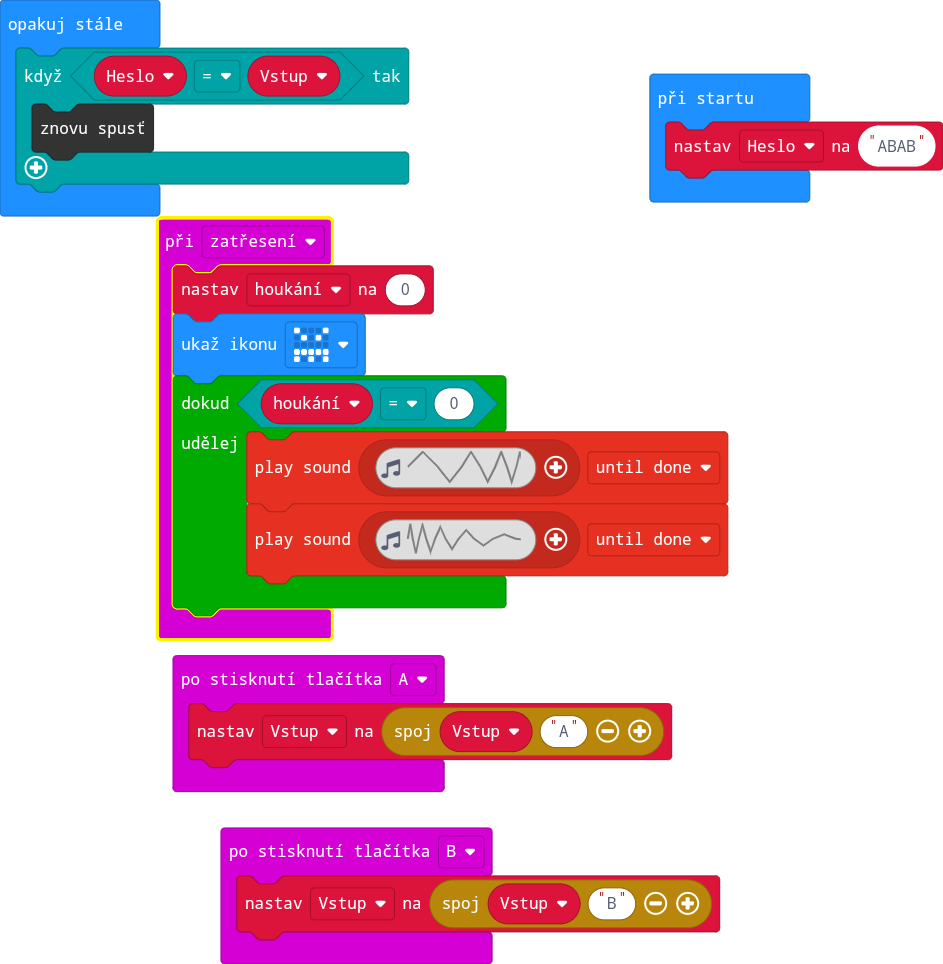 opakuj stále
když Heslo = Vstup tak
znovu spusť
při startu
nastav Heslo na "ABAB"
při zatřesení
nastav houkání na 0
ukaž ikonu
dokud houkání = 0
udělej
play sound until done
play sound until done
po stisknutí tlačítka A
nastav Vstup na spoj Vstup "A"
po stisknutí tlačítka B
nastav Vstup na spoj Vstup "B"